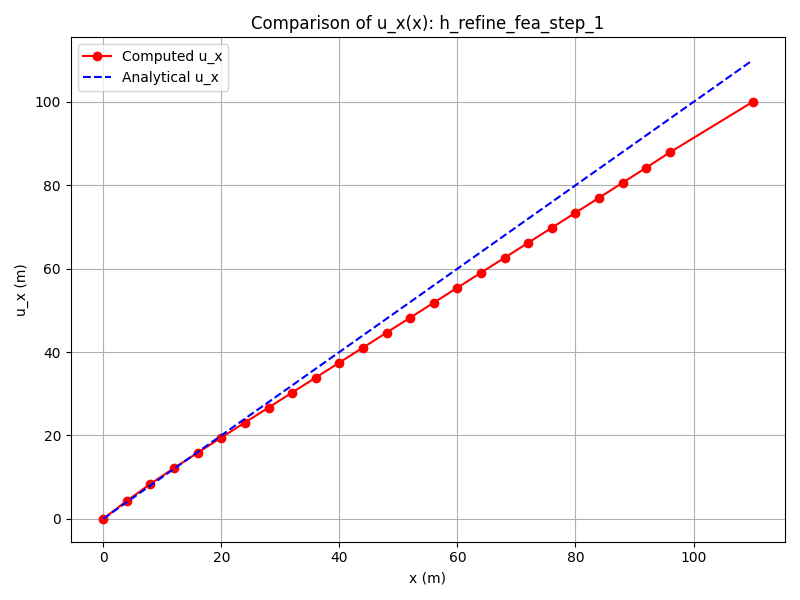 Comparison of u_x(x): h_refine_fea_step_1
Computed u_x
Analytical u_x
100
80
60
40
20
0
u_x (m)
0 20 40 60 80 100
x (m)